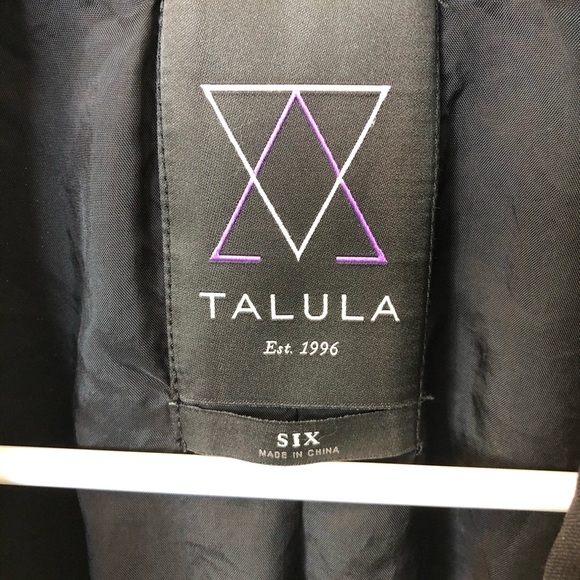 TALULA
Est. 1996
SIX
MADE IN CHINA